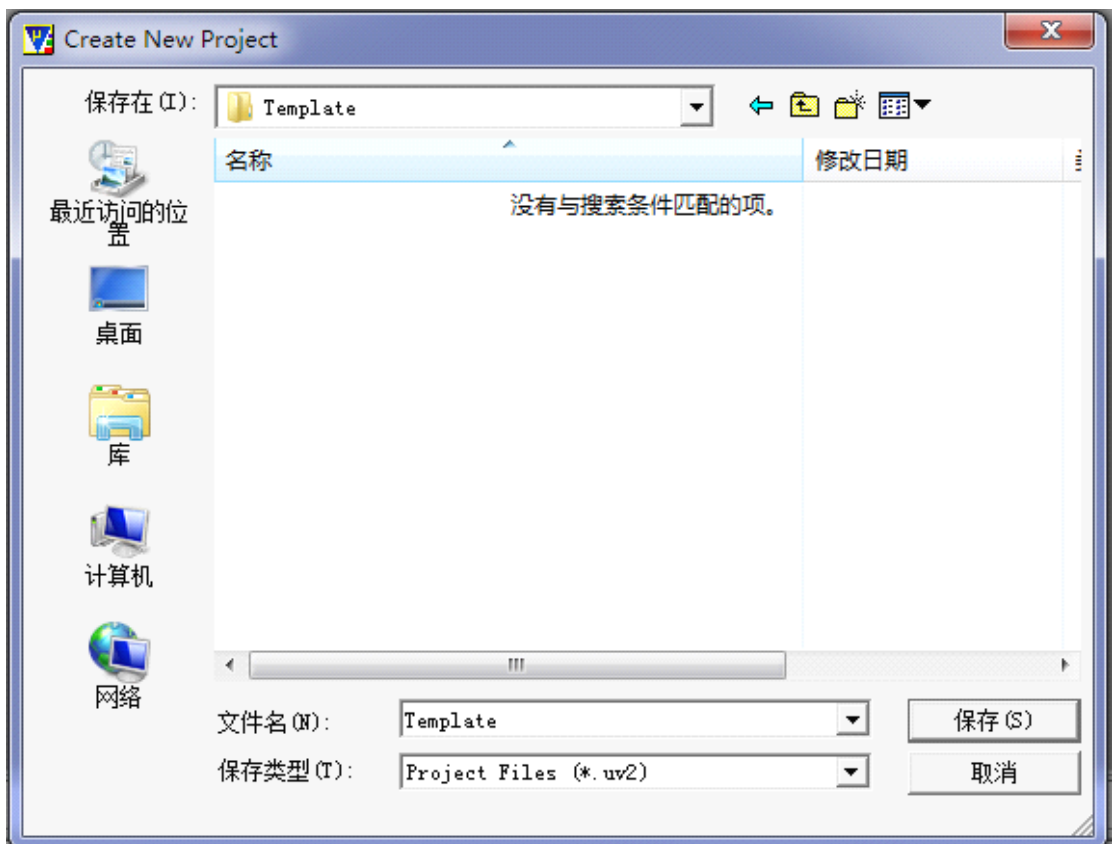 Create New Project
保存在(I):
Template
名称
修改日期
没有与搜索条件匹配的项。
最近访问的位
置
桌面
库
计算机
网络
文件名(N):
Template
保存(S)
保存类型(T):
Project Files (*.uv2)
取消